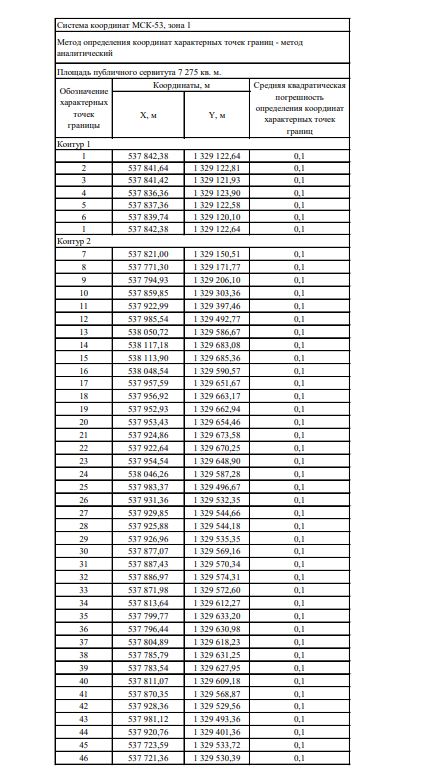 Система координат МСК-53, зона 1
Метод определения координат характерных точек границ - метод
аналитический
Площадь публичного сервитута 7 275 кв. м.
Обозначение характерных точек границы | Координаты, м | Средняя квадратическая погрешность определения координат характерных точек границ
X, м | Y, м
Контур 1
1 537 842,38 1 329 122,64 0,1
2 537 841,64 1 329 122,81 0,1
3 537 841,42 1 329 121,93 0,1
4 537 836,36 1 329 123,90 0,1
5 537 837,36 1 329 122,58 0,1
6 537 839,74 1 329 120,10 0,1
1 537 842,38 1 329 122,64 0,1
Контур 2
7 537 821,00 1 329 150,51 0,1
8 537 771,30 1 329 171,77 0,1
9 537 794,93 1 329 206,10 0,1
10 537 859,85 1 329 303,36 0,1
11 537 922,99 1 329 397,46 0,1
12 537 985,54 1 329 492,77 0,1
13 538 050,72 1 329 586,67 0,1
14 538 117,18 1 329 683,08 0,1
15 538 113,90 1 329 685,36 0,1
16 538 048,54 1 329 590,57 0,1
17 537 957,59 1 329 651,67 0,1
18 537 956,92 1 329 663,17 0,1
19 537 952,93 1 329 662,94 0,1
20 537 953,43 1 329 654,46 0,1
21 537 924,86 1 329 673,58 0,1
22 537 922,64 1 329 670,25 0,1
23 537 954,54 1 329 648,90 0,1
24 538 046,26 1 329 587,28 0,1
25 537 983,37 1 329 496,67 0,1
26 537 931,36 1 329 532,35 0,1
27 537 929,85 1 329 544,66 0,1
28 537 925,88 1 329 544,18 0,1
29 537 926,96 1 329 535,35 0,1
30 537 877,07 1 329 569,16 0,1
31 537 887,43 1 329 570,34 0,1
32 537 886,97 1 329 574,31 0,1
33 537 871,98 1 329 572,60 0,1
34 537 813,64 1 329 612,27 0,1
35 537 799,77 1 329 633,20 0,1
36 537 796,44 1 329 630,98 0,1
37 537 804,89 1 329 618,23 0,1
38 537 785,79 1 329 631,25 0,1
39 537 783,54 1 329 627,95 0,1
40 537 811,07 1 329 609,18 0,1
41 537 870,35 1 329 568,87 0,1
42 537 928,36 1 329 529,56 0,1
43 537 981,12 1 329 493,36 0,1
44 537 920,76 1 329 401,36 0,1
45 537 723,59 1 329 533,72 0,1
46 537 721,36 1 329 530,39 0,1